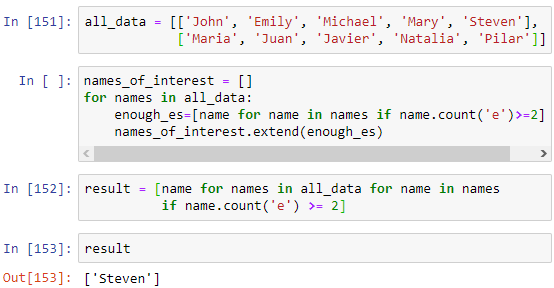 In [151]: all_data = [['John', 'Emily', 'Michael', 'Mary', 'Steven'],
['Maria', 'Juan', 'Javier', 'Natalia', 'Pilar']]
In [ ]: names_of_interest = []
for names in all_data:
    enough_es=[name for name in names if name.count('e')>=2]
    names_of_interest.extend(enough_es)
In [152]: result = [name for names in all_data for name in names
if name.count('e') >= 2]
In [153]: result
Out[153]: ['Steven']